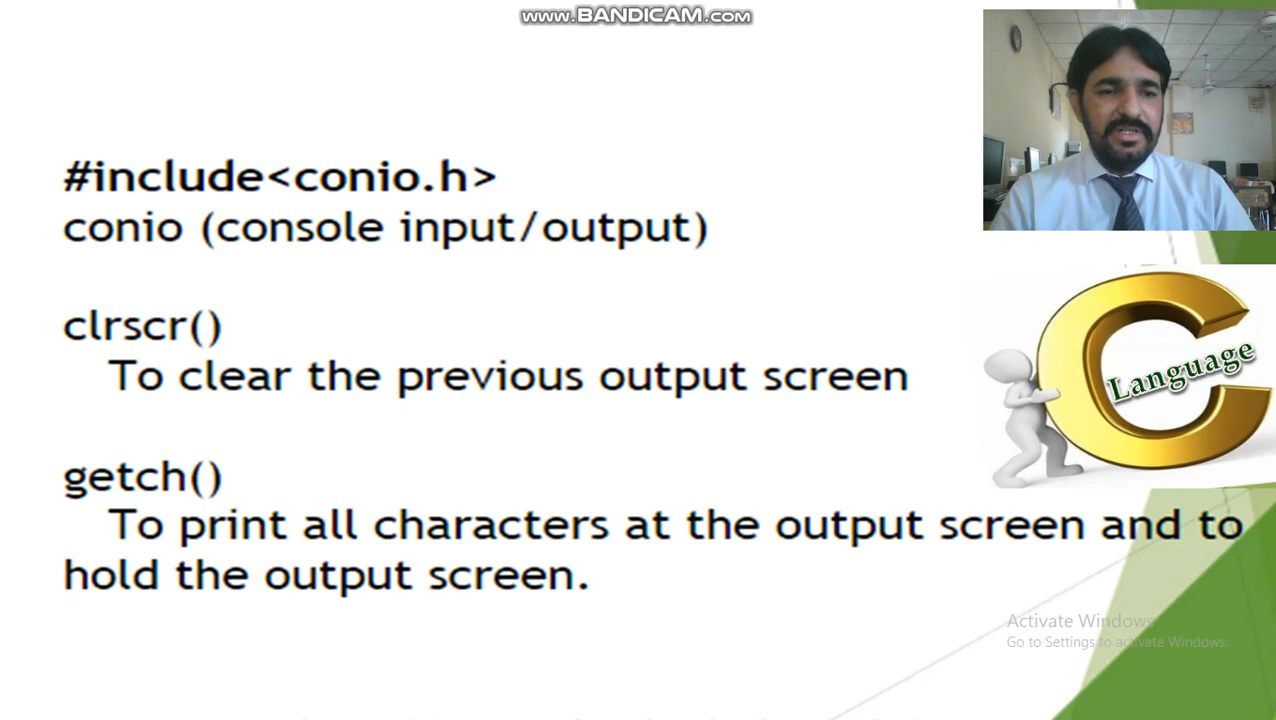 www.BANDICAM.com
#include<conio.h>
conio (console input/output)
clrscr()
To clear the previous output screen
getch()
To print all characters at the output screen and to
hold the output screen.
C
Language
Activate Windows
Go to Settings to activate Windows.